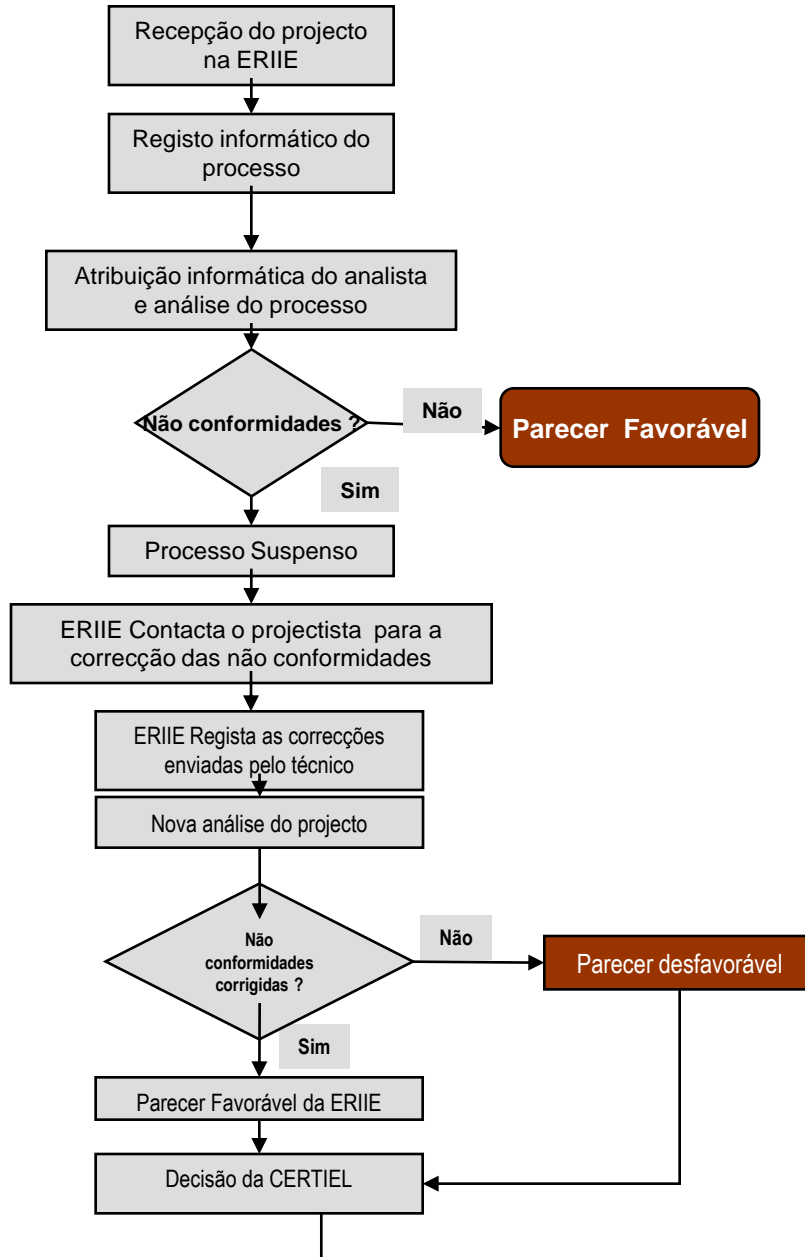 Recepção do projecto
na ERIIE
Registo informático do
processo
Atribuição informática do analista
e análise do processo
Não conformidades ?
Não
Parecer Favorável
Sim
Processo Suspenso
ERIIE Contacta o projectista para a
correcção das não conformidades
ERIIE Regista as correcções
enviadas pelo técnico
Nova análise do projecto
Não
conformidades
corrigidas ?
Não
Parecer desfavorável
Sim
Parecer Favorável da ERIIE
Decisão da CERTIEL